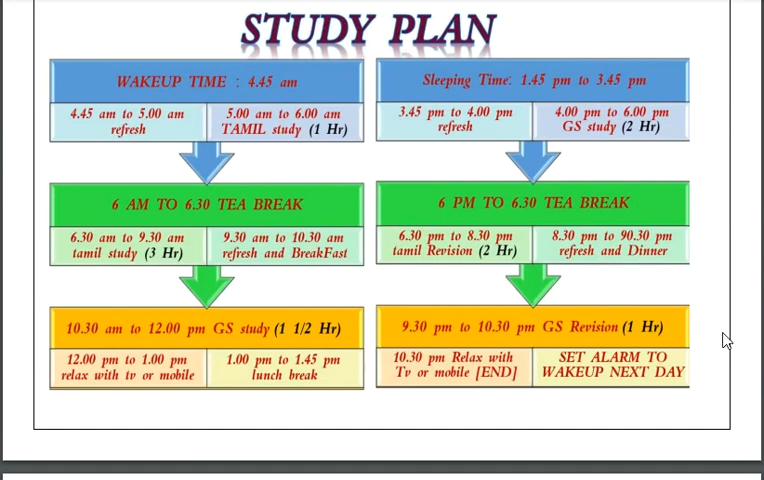 STUDY PLAN
WAKEUP TIME : 4.45 am
4.45 am to 5.00 am
refresh
5.00 am to 6.00 am
TAMIL study (1 Hr)
6 AM TO 6.30 TEA BREAK
6.30 am to 9.30 am
tamil study (3 Hr)
9.30 am to 10.30 am
refresh and BreakFast
10.30 am to 12.00 pm GS study (1 1/2 Hr)
12.00 pm to 1.00 pm
relax with tv or mobile
1.00 pm to 1.45 pm
lunch break
Sleeping Time: 1.45 pm to 3.45 pm
3.45 pm to 4.00 pm
refresh
4.00 pm to 6.00 pm
GS study (2 Hr)
6 PM TO 6.30 TEA BREAK
6.30 pm to 8.30 pm
tamil Revision (2 Hr)
8.30 pm to 90.30 pm
refresh and Dinner
9.30 pm to 10.30 pm GS Revision (1 Hr)
10.30 pm Relax with
Tv or mobile [END]
SET ALARM TO
WAKEUP NEXT DAY